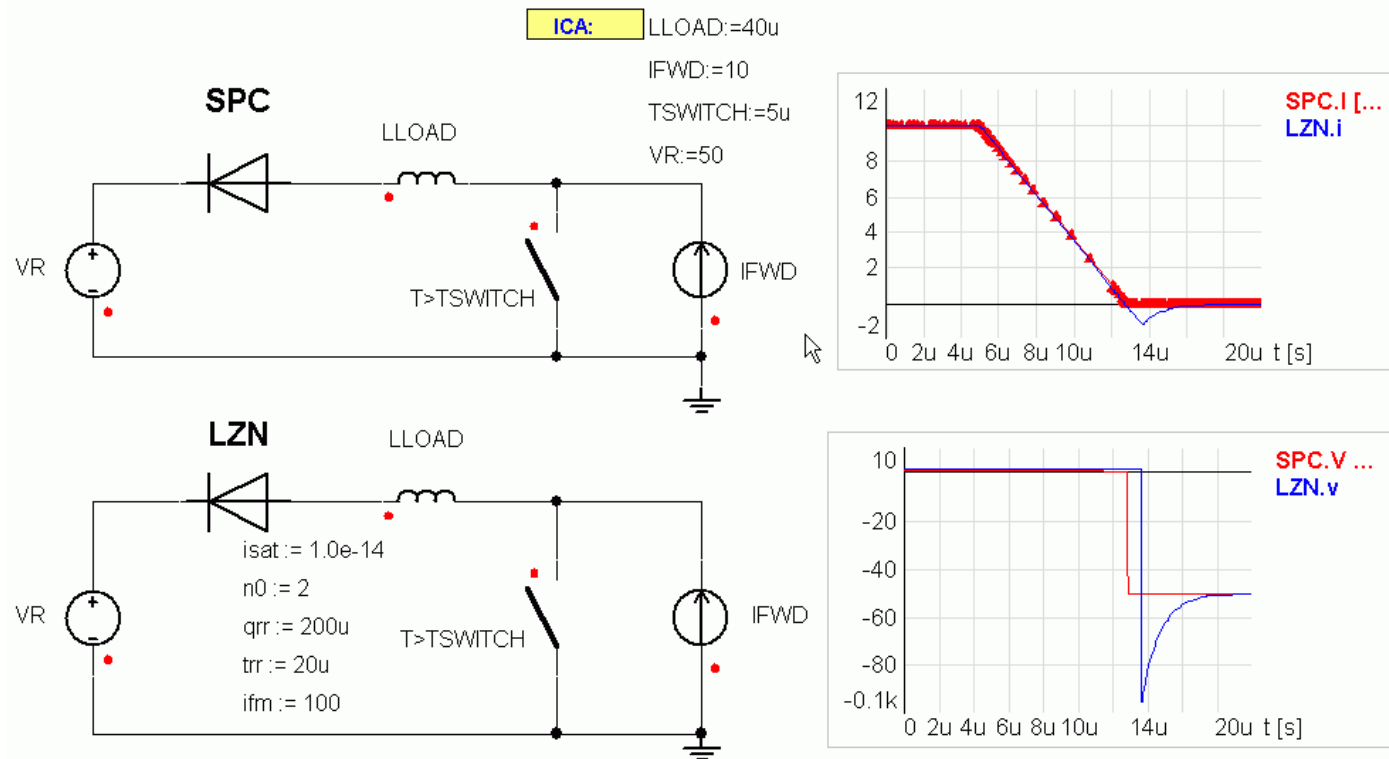 ICA: LLOAD:=40u
IFWD:=10
TSWITCH:=5u
VR:=50
SPC
LLOAD
VR
+
−
T>TSWITCH
IFWD
12
8
6
4
2
-2
0 2u 4u 6u 8u 10u 14u 20u t [s]
SPC.I [...
LZN.i
LZN
LLOAD
isat := 1.0e-14
n0 := 2
qrr := 200u
trr := 20u
ifm := 100
VR
+
−
T>TSWITCH
IFWD
10
-20
-40
-60
-80
-0.1k
0 2u 4u 6u 8u 10u 14u 20u t [s]
SPC.V ...
LZN.v